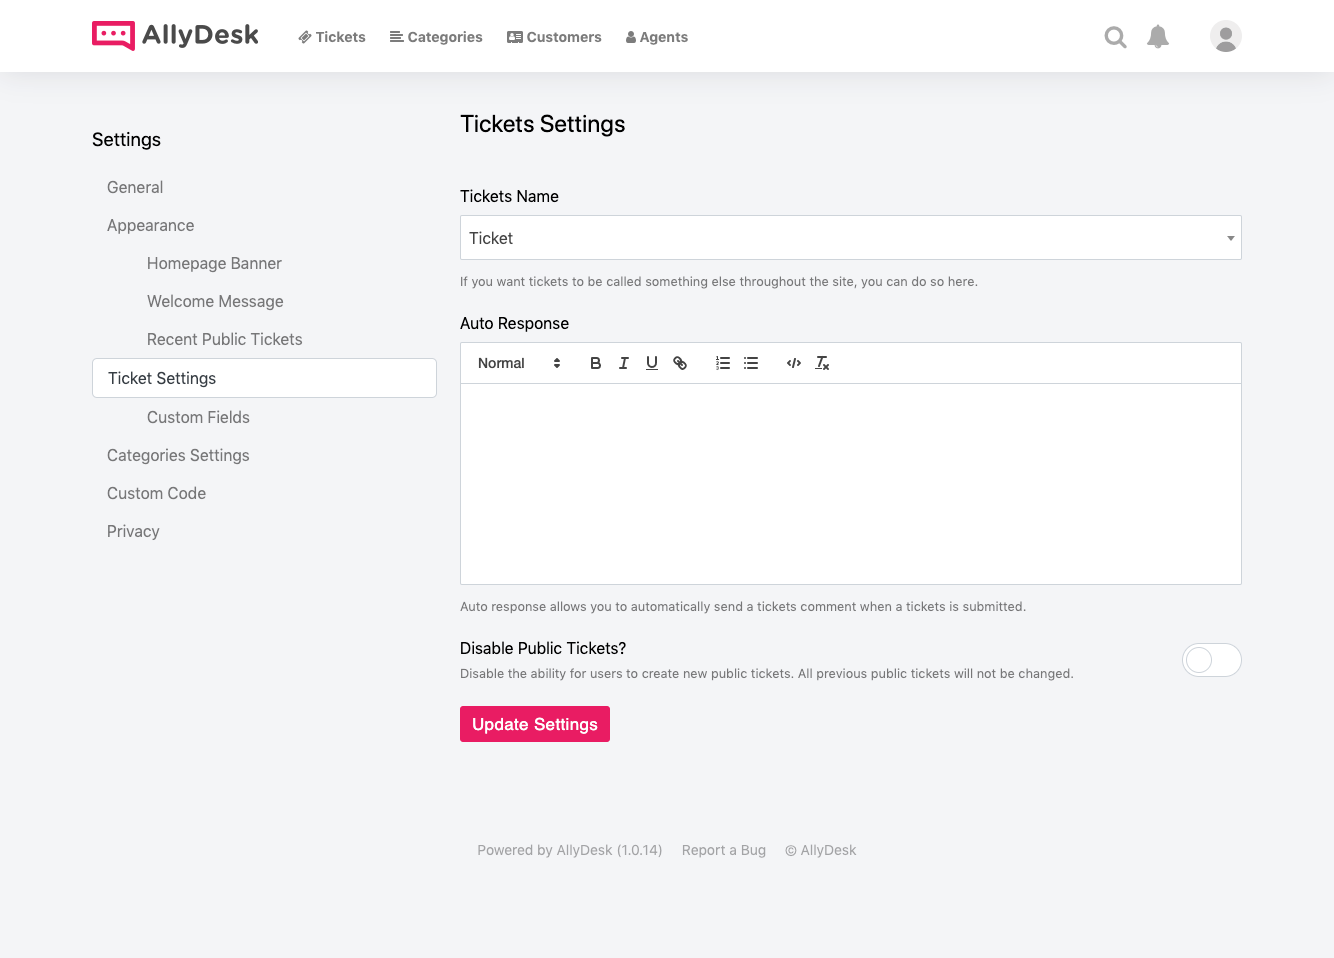 AllyDesk
Tickets
Categories
Customers
Agents
Settings
General
Appearance
Homepage Banner
Welcome Message
Recent Public Tickets
Ticket Settings
Custom Fields
Categories Settings
Custom Code
Privacy
Tickets Settings
Tickets Name
Ticket
If you want tickets to be called something else throughout the site, you can do so here.
Auto Response
Normal
Auto response allows you to automatically send a tickets comment when a tickets is submitted.
Disable Public Tickets?
Disable the ability for users to create new public tickets. All previous public tickets will not be changed.
Update Settings
Powered by AllyDesk (1.0.14)
Report a Bug
© AllyDesk